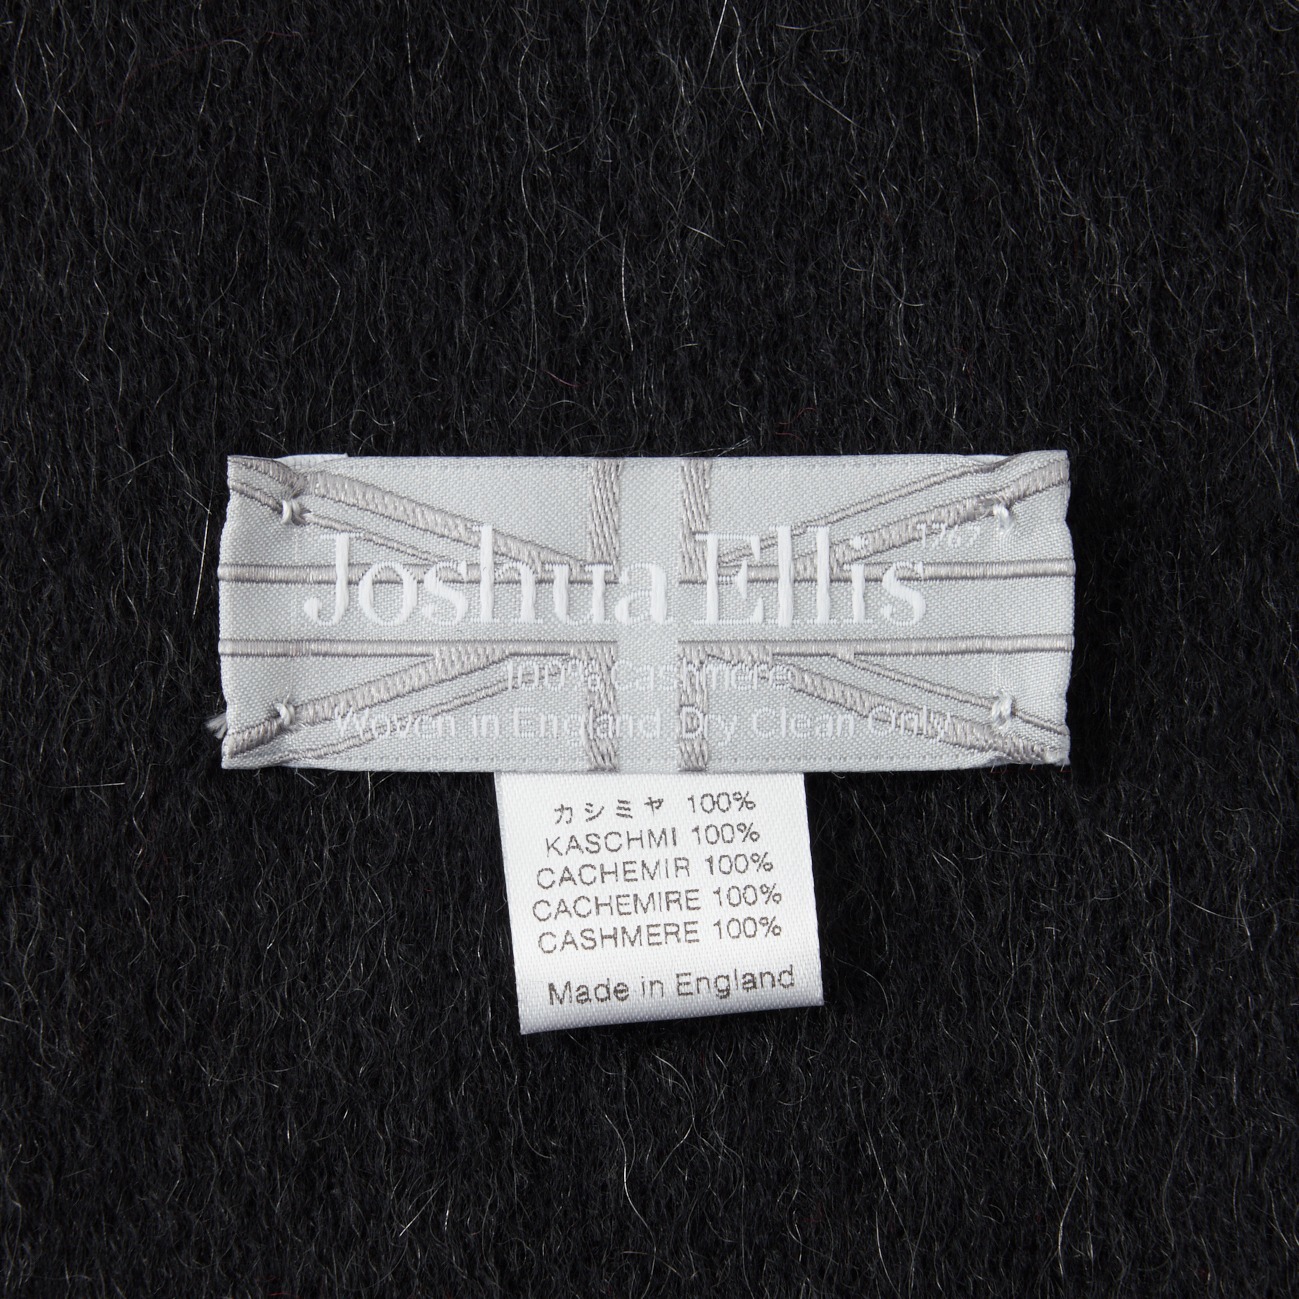 Joshua Ellis 1767
100% Cashmere
Woven in England Dry Clean Only
カシミヤ 100%
KASCHMI 100%
CACHEMIR 100%
CACHEMIRE 100%
CASHMERE 100%
Made in England